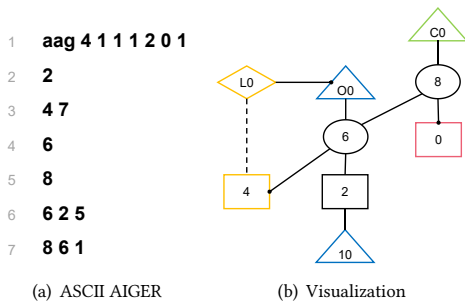 1 aag 4 1 1 1 2 0 1
2 2
3 4 7
4 6
5 8
6 6 2 5
7 8 6 1
(a) ASCII AIGER
C0
L0
O0
8
6
0
4
2
10
(b) Visualization